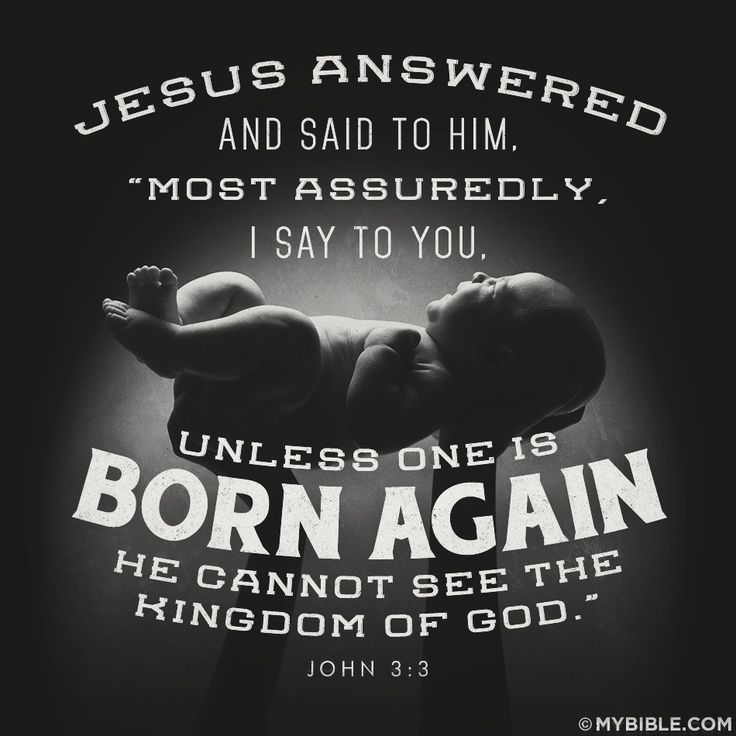 JESUS ANSWERED
AND SAID TO HIM,
“MOST ASSUREDLY,
I SAY TO YOU,
UNLESS ONE IS
BORN AGAIN
HE CANNOT SEE THE
KINGDOM OF GOD.”
JOHN 3:3
© MYBIBLE.COM